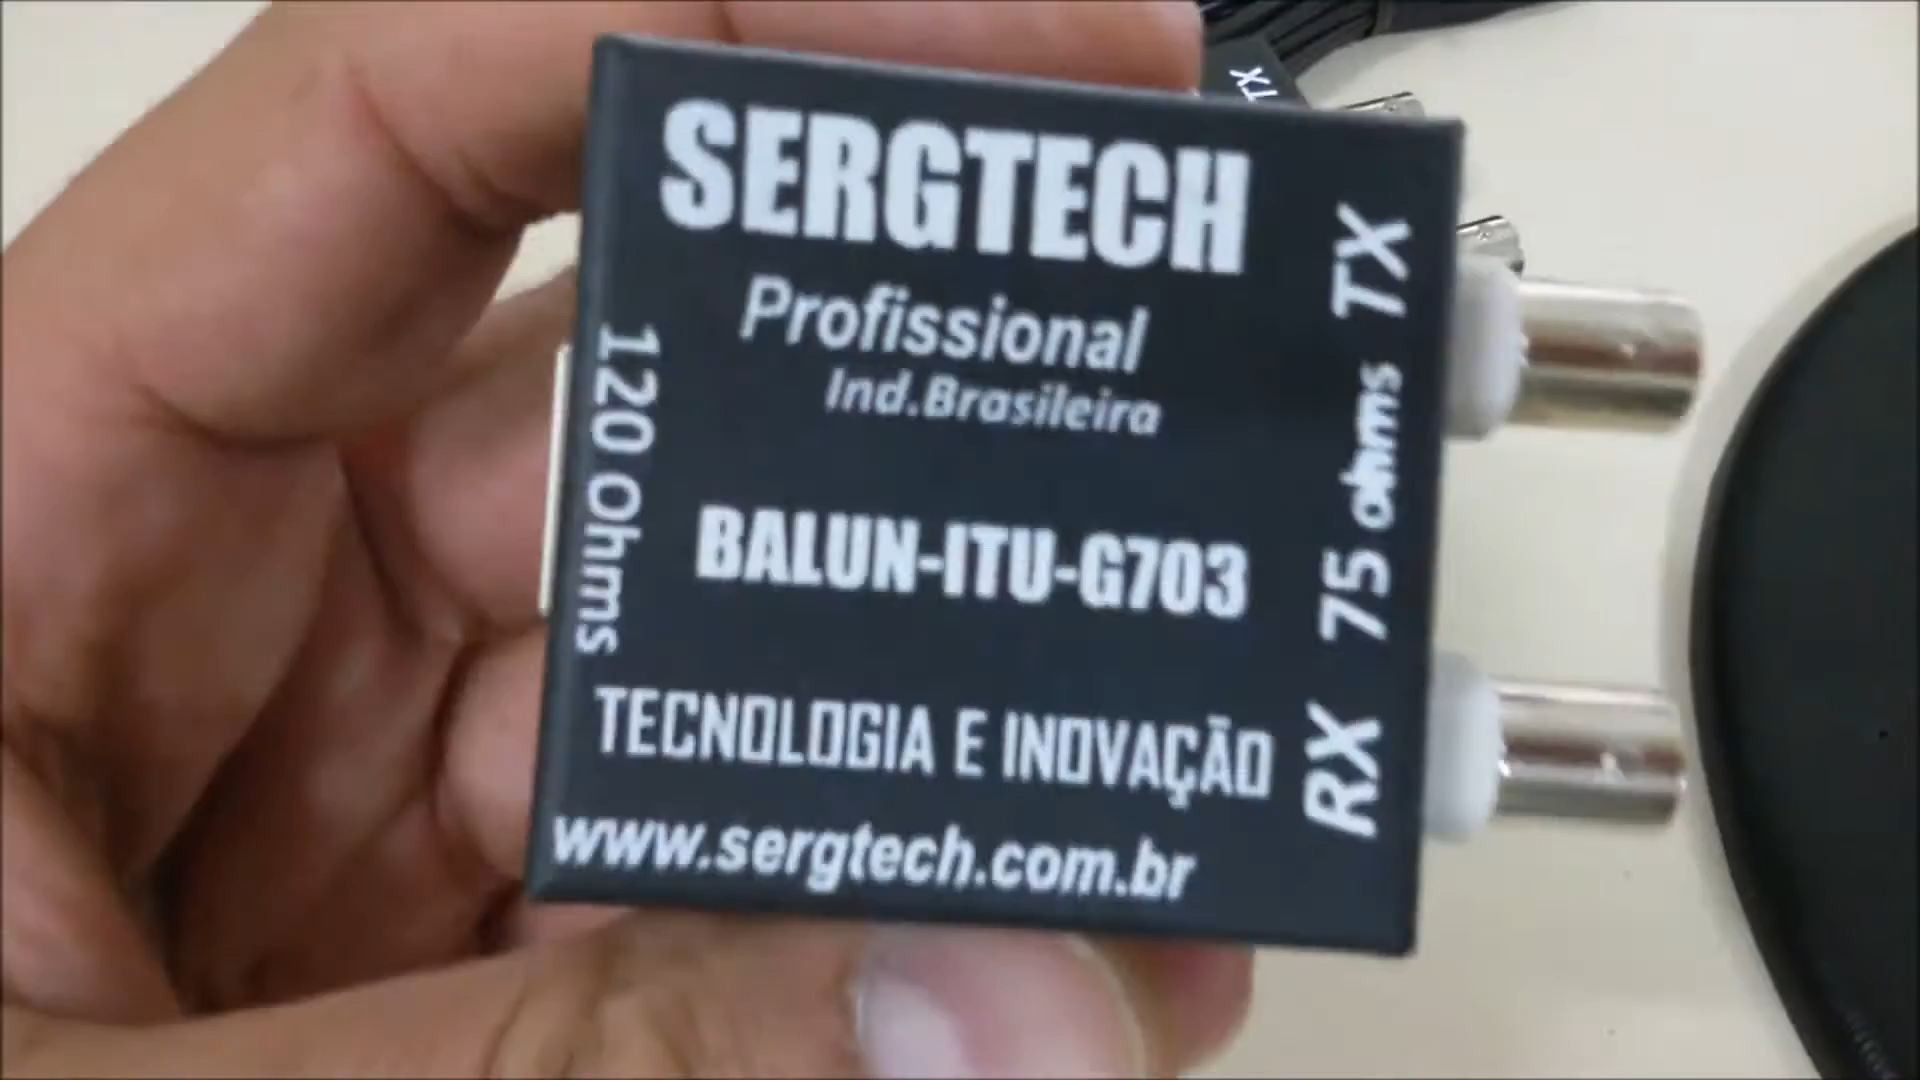 SERGTECH
Profissional
Ind.Brasileira
120 Ohms
BALUN-ITU-G703
TX
75 ohms
RX
TECNOLOGIA E INOVAÇÃO
www.sergtech.com.br
TX